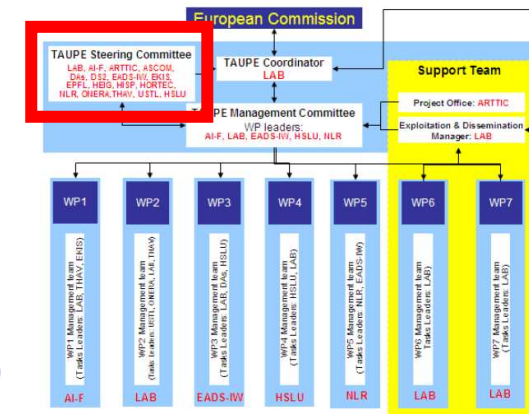 European Commission
TAUPE Steering Committee
LAB, AI-F, ARTTIC, ASCOM,
DAs, DS2, EADS-IW, EKIS,
EPFL, HEIG, HISP, HORTEC,
NLR, ONERA,THAV, USTL, HSLU
TAUPE Coordinator
LAB
Support Team
Project Office: ARTTIC
Exploitation & Dissemination
Manager: LAB
TAUPE Management Committee
WP leaders:
AI-F, LAB, EADS-IW, HSLU, NLR
WP1
WP2
WP3
WP4
WP5
WP6
WP7
WP1 Management team
(Tasks Leaders: LAB, THAV, EKIS)
WP2 Management team
(Tasks Leaders: USTL, ONERA, LAB, THAV)
WP3 Management team
(Tasks Leaders: LAB, DAs, HSLU)
WP4 Management team
(Tasks Leaders: HSLU, LAB)
WP5 Management team
(Tasks Leaders: NLR, EADS-IW)
WP6 Management team
(Tasks Leaders: LAB)
WP7 Management team
(Tasks Leaders: LAB)
AI-F
LAB
EADS-IW
HSLU
NLR
LAB
LAB